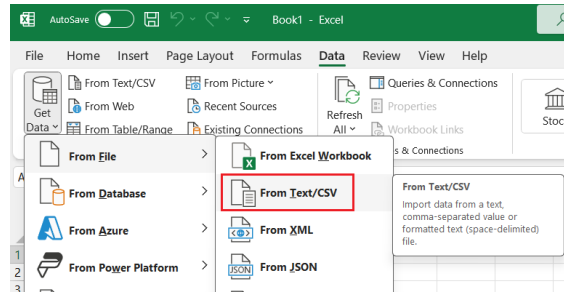 AutoSave Off Book1 - Excel
File Home Insert Page Layout Formulas Data Review View Help
Get Data
From Text/CSV
From Web
From Table/Range
From Picture
Recent Sources
Existing Connections
Refresh All
Queries & Connections
Properties
Workbook Links
s & Connections
Stoc
From File
From Database
From Azure
From Power Platform
From Excel Workbook
From Text/CSV
From XML
JSON
From JSON
From Text/CSV
Import data from a text,
comma-separated value or
formatted text (space-delimited)
file.
A
1
2
3